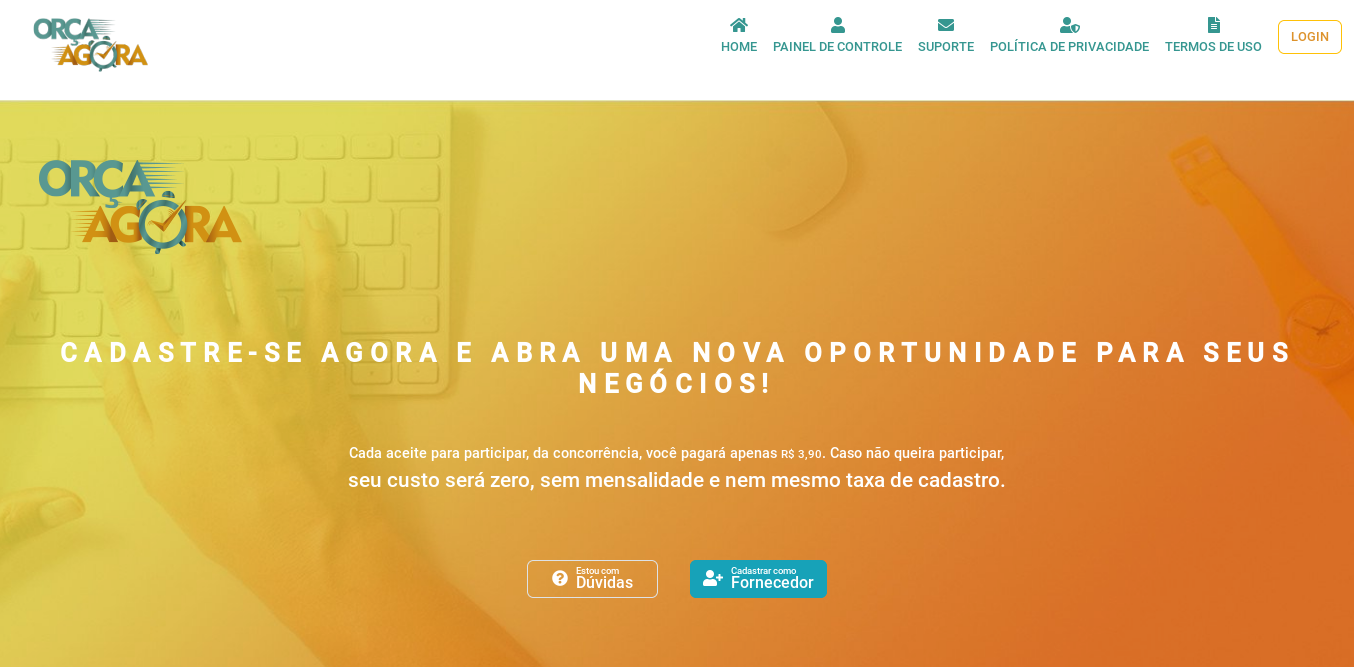 ORÇA
AGORA
HOME
PAINEL DE CONTROLE
SUPORTE
POLÍTICA DE PRIVACIDADE
TERMOS DE USO
LOGIN
ORÇA
AGORA
CADASTRE-SE AGORA E ABRA UMA NOVA OPORTUNIDADE PARA SEUS
NEGÓCIOS!
Cada aceite para participar, da concorrência, você pagará apenas R$ 3,90. Caso não queira participar,
seu custo será zero, sem mensalidade e nem mesmo taxa de cadastro.
Estou com
Dúvidas
Cadastrar como
Fornecedor